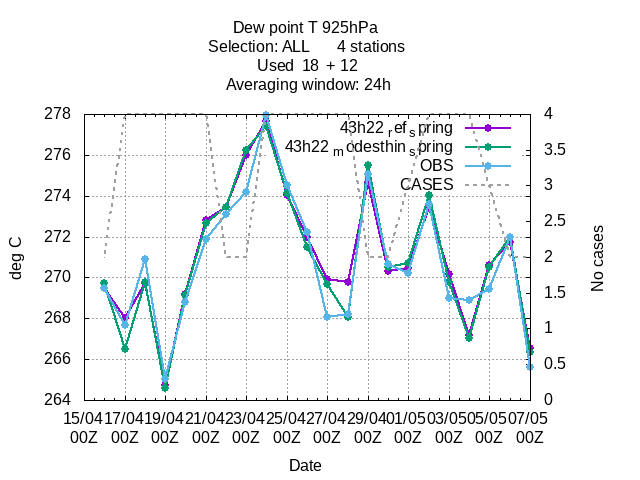 Dew point T 925hPa
Selection: ALL 4 stations
Used 18 + 12
Averaging window: 24h
278
276
274
272
270
268
266
264
deg C
4
3.5
3
2.5
2
1.5
1
0.5
0
No cases
43h22_ref_spring
43h22_modesthin_spring
OBS
CASES
15/04 17/04 19/04 21/04 23/04 25/04 27/04 29/04 01/05 03/05 05/05 07/05
00Z 00Z 00Z 00Z 00Z 00Z 00Z 00Z 00Z 00Z 00Z 00Z
Date